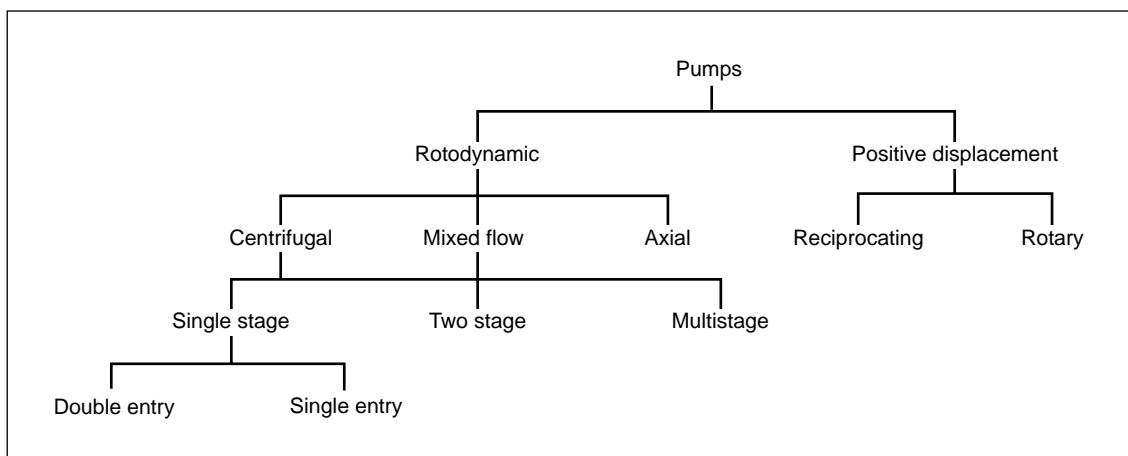 Pumps
Rotodynamic
Positive displacement
Centrifugal
Mixed flow
Axial
Reciprocating
Rotary
Single stage
Two stage
Multistage
Double entry
Single entry